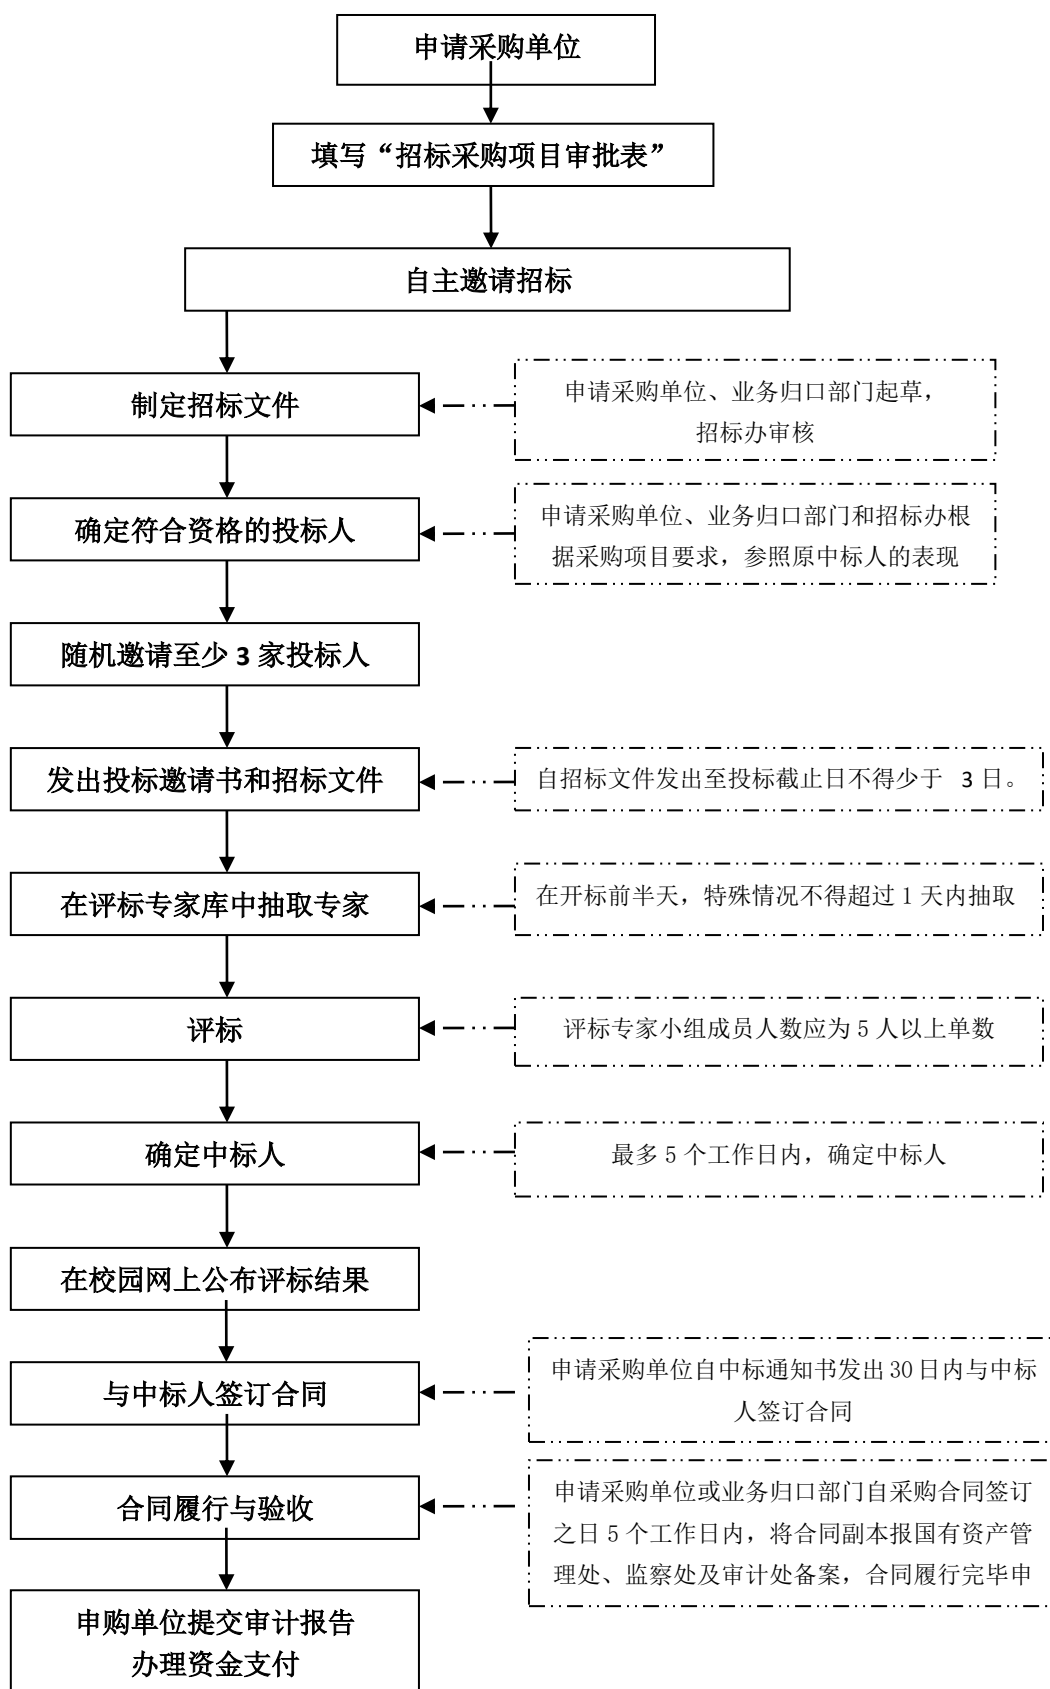 申请采购单位
填写“招标采购项目审批表”
自主邀请招标
制定招标文件
申请采购单位、业务归口部门起草，
招标办审核
确定符合资格的投标人
申请采购单位、业务归口部门和招标办根
据采购项目要求，参照原中标人的表现
随机邀请至少 3 家投标人
发出投标邀请书和招标文件
自招标文件发出至投标截止日不得少于 3 日。
在评标专家库中抽取专家
在开标前半天，特殊情况不得超过 1 天内抽取
评标
评标专家小组成员人数应为 5 人以上单数
确定中标人
最多 5 个工作日内，确定中标人
在校园网上公布评标结果
与中标人签订合同
申请采购单位自中标通知书发出 30 日内与中标
人签订合同
合同履行与验收
申请采购单位或业务归口部门自采购合同签订
之日 5 个工作日内，将合同副本报国有资产管
理处、监察处及审计处备案，合同履行完毕申
申购单位提交审计报告
办理资金支付